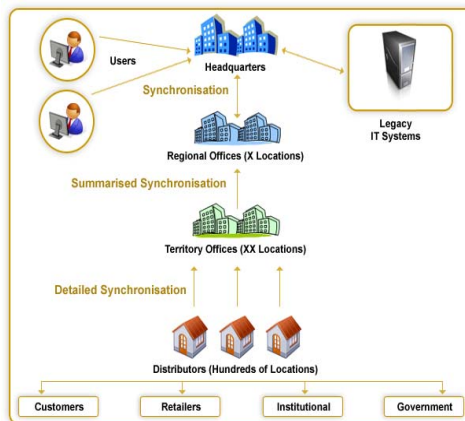 Users
Headquarters
Synchronisation
Legacy
IT Systems
Regional Offices (X Locations)
Summarised Synchronisation
Territory Offices (XX Locations)
Detailed Synchronisation
Distributors (Hundreds of Locations)
Customers
Retailers
Institutional
Government